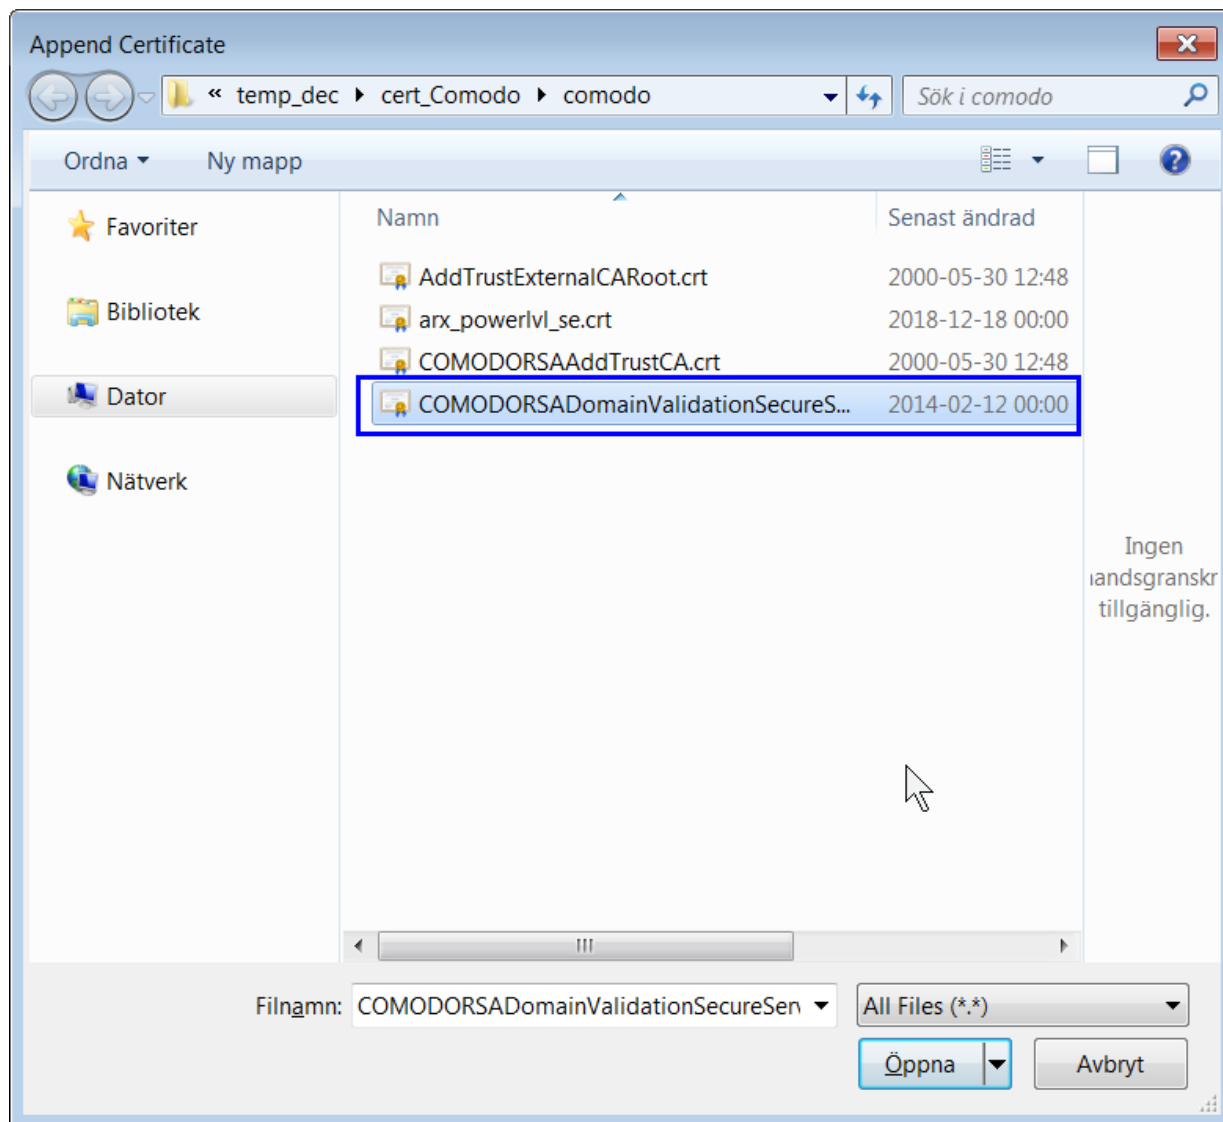 Append Certificate
« temp_dec ▸ cert_Comodo ▸ comodo
Sök i comodo
Ordna
Ny mapp
Favoriter
Bibliotek
Dator
Nätverk
Namn
Senast ändrad
AddTrustExternalCARoot.crt
2000-05-30 12:48
arx_powerlvl_se.crt
2018-12-18 00:00
COMODORSAAddTrustCA.crt
2000-05-30 12:48
COMODORSADomainValidationSecureS...
2014-02-12 00:00
Ingen
andsgranskr
tillgänglig.
Filnamn:
COMODORSADomainValidationSecureSer
All Files (*.*)
Öppna
Avbryt